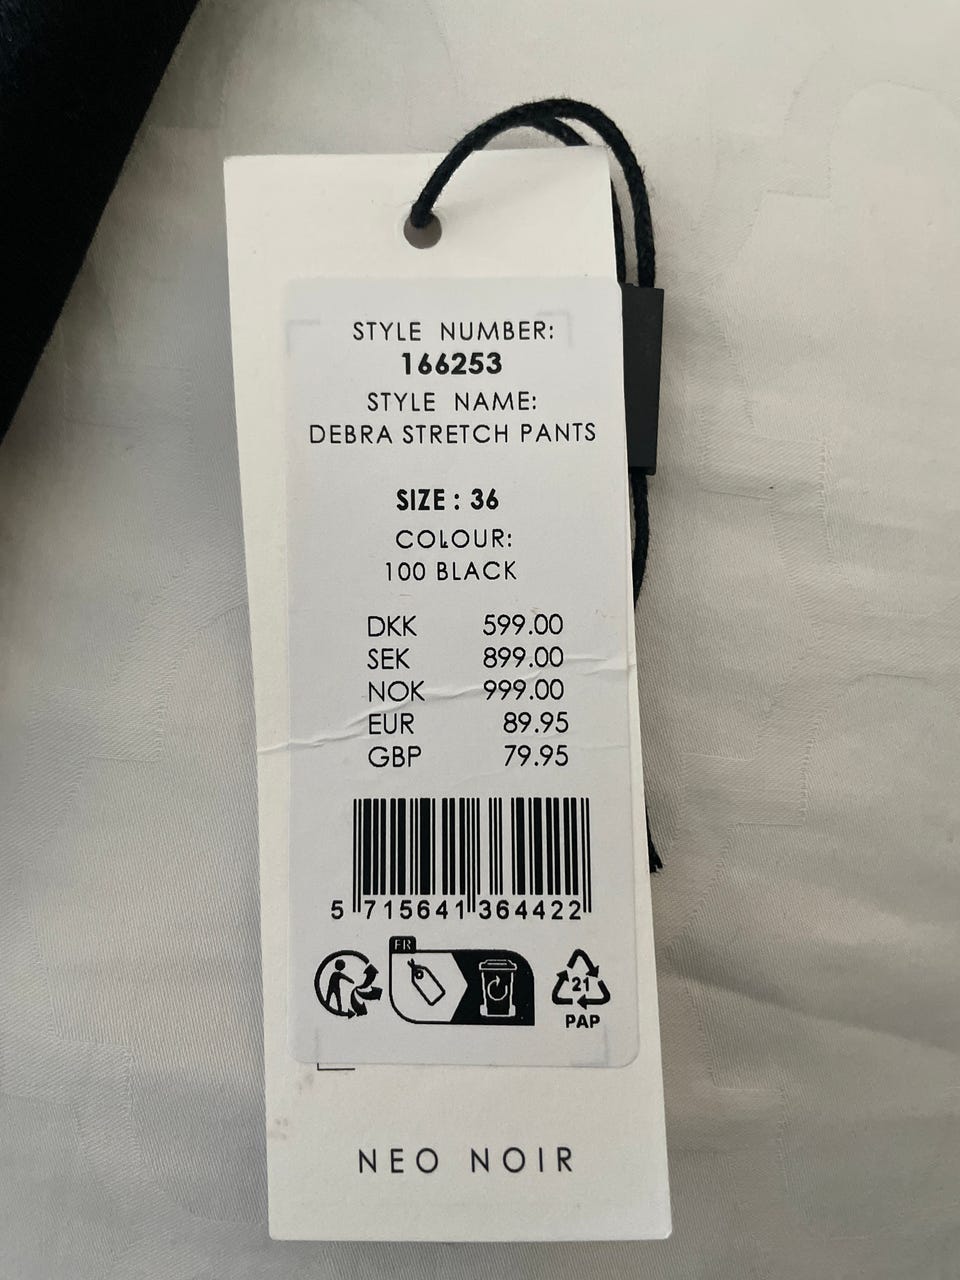 STYLE NUMBER:
166253
STYLE NAME:
DEBRA STRETCH PANTS
SIZE : 36
COLOUR:
100 BLACK
DKK 599.00
SEK 899.00
NOK 999.00
EUR 89.95
GBP 79.95
5 715641 364422
FR
21
PAP
NEO NOIR